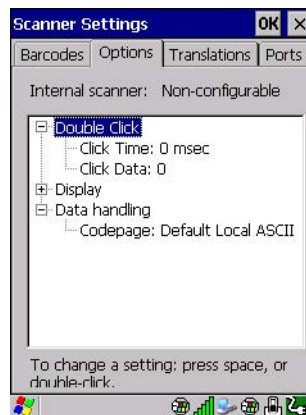 Scanner Settings OK ×
Barcodes Options Translations Ports
Internal scanner: Non-configurable
Double Click
Click Time: 0 msec
Click Data: 0
Display
Data handling
Codepage: Default Local ASCII
To change a setting: press space, or
double-click.